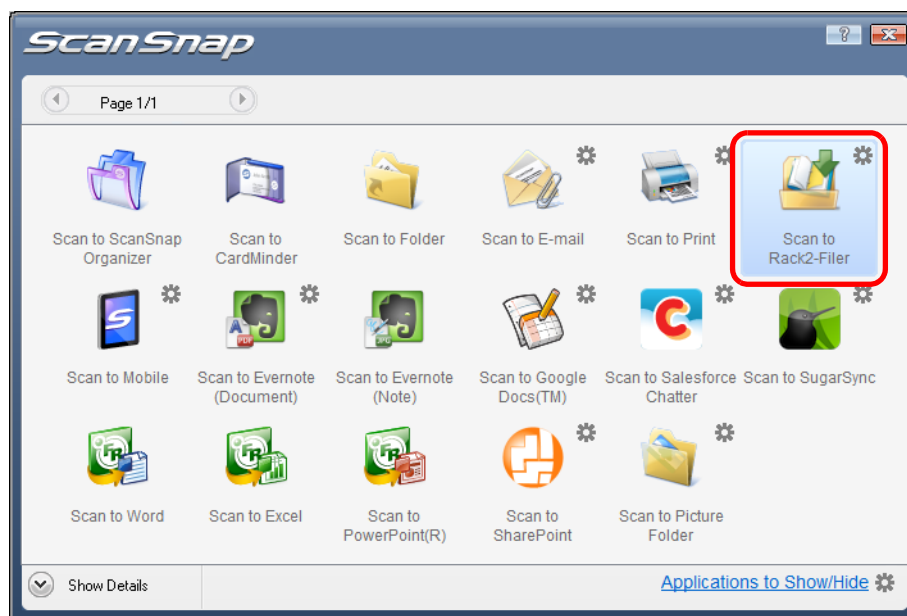 ScanSnap
?
Page 1/1
Scan to ScanSnap
Organizer
Scan to
CardMinder
Scan to Folder
Scan to E-mail
Scan to Print
Scan to
Rack2-Filer
Scan to Mobile
Scan to Evernote
(Document)
Scan to Evernote
(Note)
Scan to Google
Docs(TM)
Scan to Salesforce
Chatter
Scan to SugarSync
Scan to Word
Scan to Excel
Scan to
PowerPoint(R)
Scan to
SharePoint
Scan to Picture
Folder
Show Details
Applications to Show/Hide